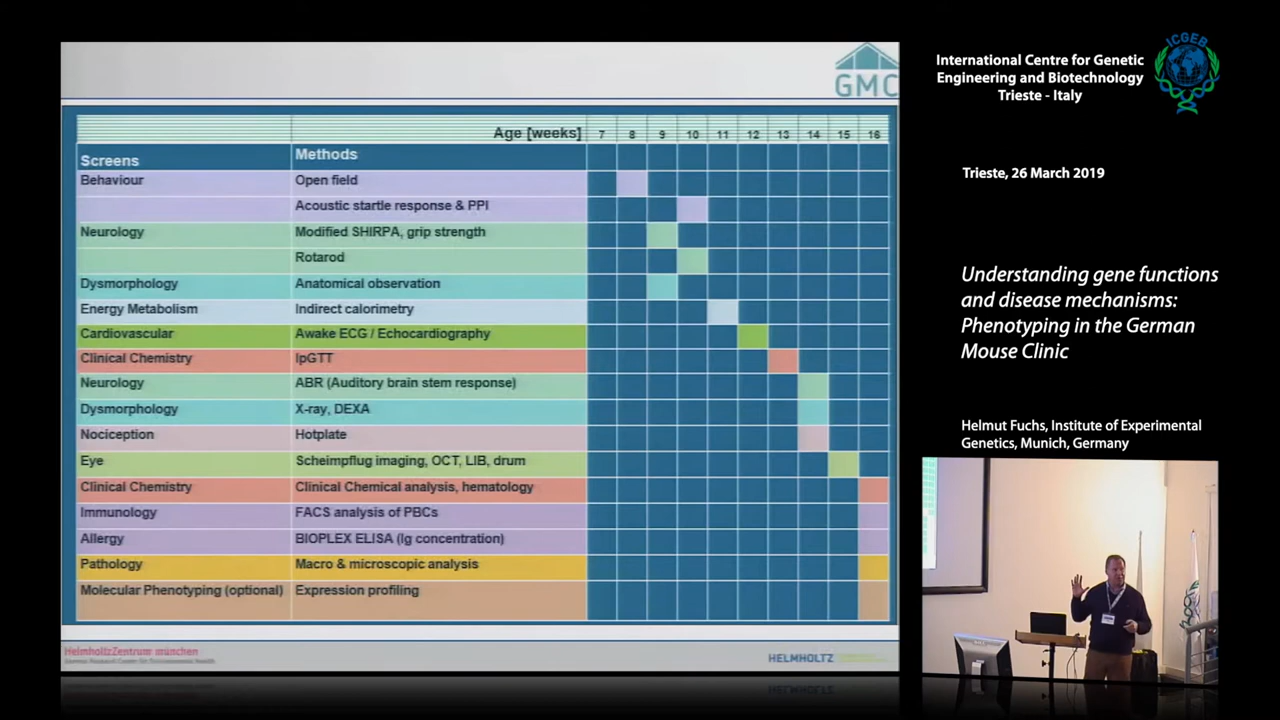 GMC
Age [weeks] 7 8 9 10 11 12 13 14 15 16
Screens Methods
Behaviour Open field
Acoustic startle response & PPI
Neurology Modified SHIRPA, grip strength
Rotarod
Dysmorphology Anatomical observation
Energy Metabolism Indirect calorimetry
Cardiovascular Awake ECG / Echocardiography
Clinical Chemistry IpGTT
Neurology ABR (Auditory brain stem response)
Dysmorphology X-ray, DEXA
Nociception Hotplate
Eye Scheimpflug imaging, OCT, LIB, drum
Clinical Chemistry Clinical Chemical analysis, hematology
Immunology FACS analysis of PBCs
Allergy BIOPLEX ELISA (Ig concentration)
Pathology Macro & microscopic analysis
Molecular Phenotyping (optional) Expression profiling
HelmholtzZentrum münchen
German Research Center for Environmental Health
HELMHOLTZ
ICGEB
International Centre for Genetic
Engineering and Biotechnology
Trieste - Italy
Trieste, 26 March 2019
Understanding gene functions
and disease mechanisms:
Phenotyping in the German
Mouse Clinic
Helmut Fuchs, Institute of Experimental
Genetics, Munich, Germany